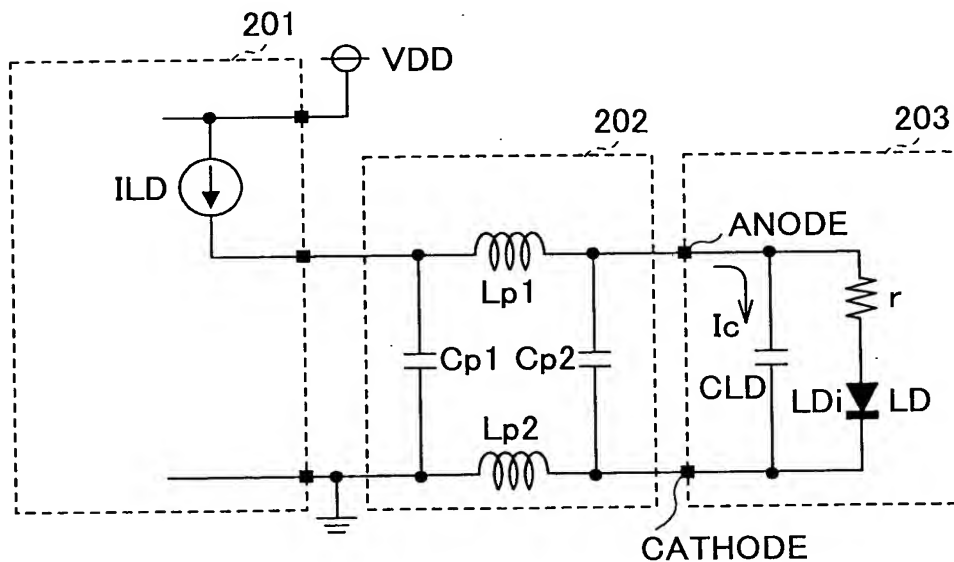 201
VDD
202
203
ILD
ANODE
Lp1
r
Ic
Cp1
Cp2
CLD
LDi
LD
Lp2
CATHODE